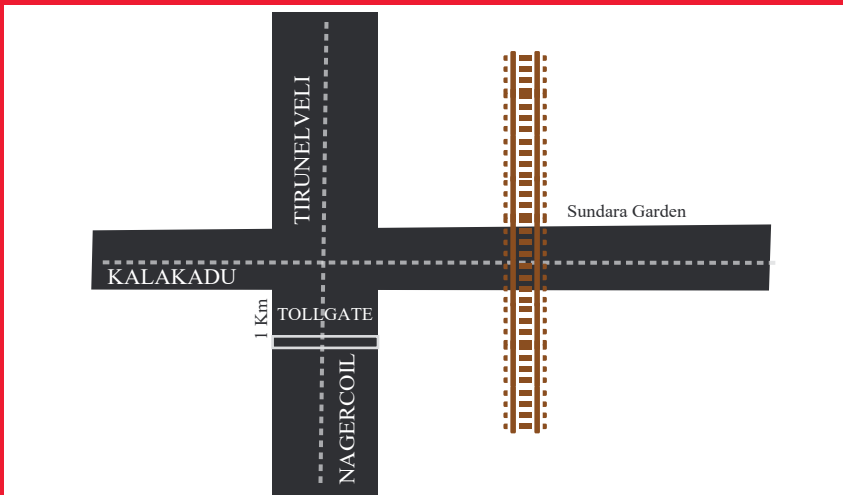 TIRUNELVELI
Sundara Garden
KALAKADU
1 Km
TOLLGATE
NAGERCOIL